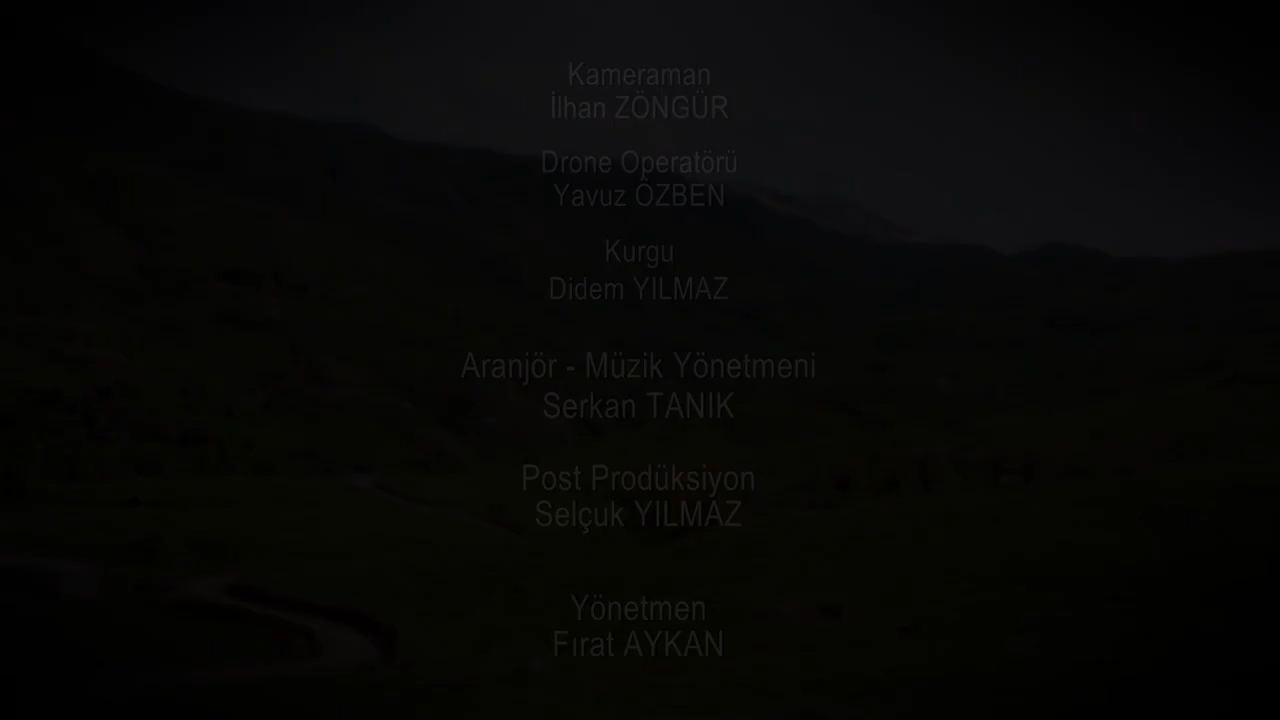 Kameraman
İlhan ZÖNGÜR
Drone Operatörü
Yavuz ÖZBEN
Kurgu
Didem YILMAZ
Aranjör - Müzik Yönetmeni
Serkan TANIK
Post Prodüksiyon
Selçuk YILMAZ
Yönetmen
Fırat AYKAN